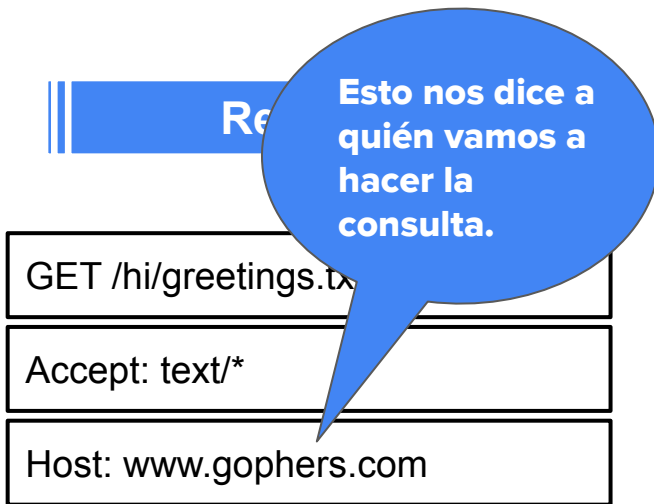 Re
Esto nos dice a
quién vamos a
hacer la
consulta.
GET /hi/greetings.tx
Accept: text/*
Host: www.gophers.com